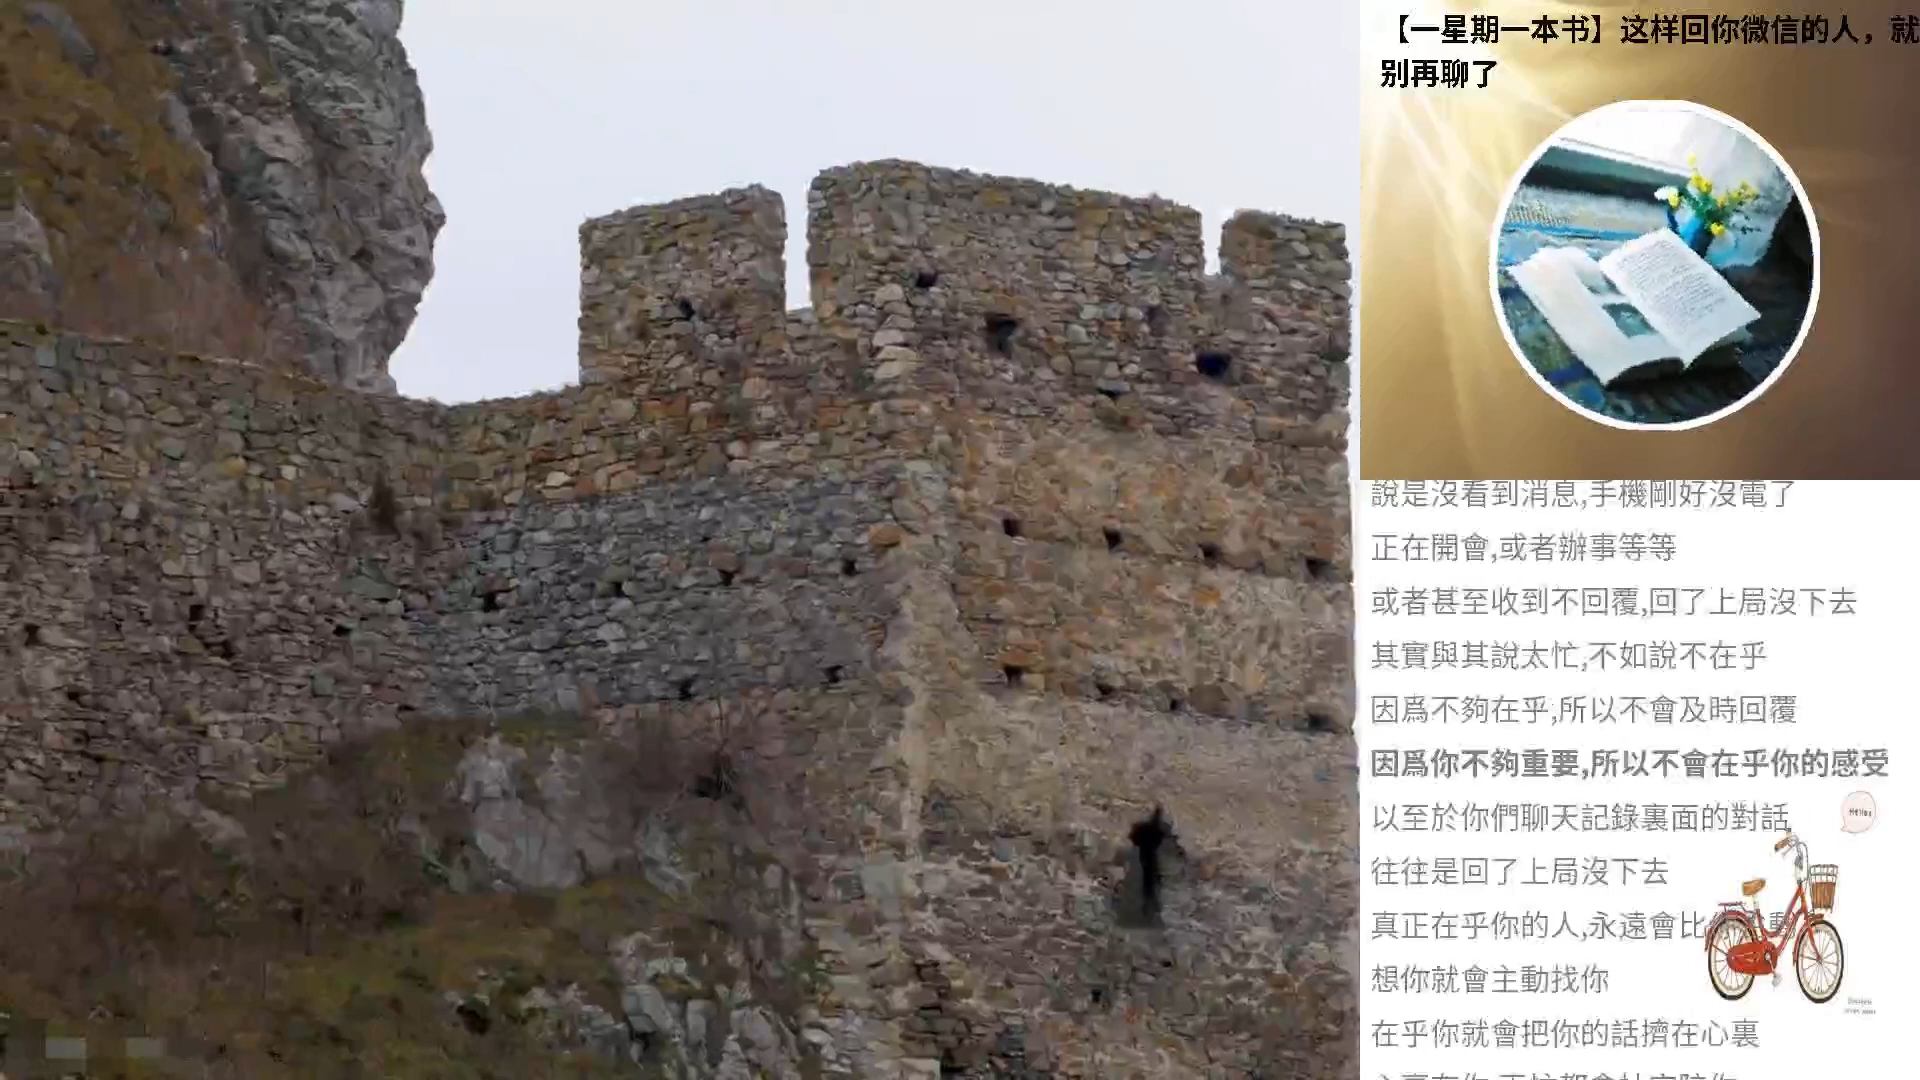 【一星期一本书】这样回你微信的人，就
别再聊了
說是沒看到消息,手機剛好沒電了
正在開會,或者辦事等等
或者甚至收到不回覆,回了上局沒下去
其實與其說太忙,不如說不在乎
因爲不夠在乎,所以不會及時回覆
因爲你不夠重要,所以不會在乎你的感受
以至於你們聊天記錄裏面的對話,
往往是回了上局沒下去
真正在乎你的人,永遠會比
想你就會主動找你
在乎你就會把你的話擠在心裏